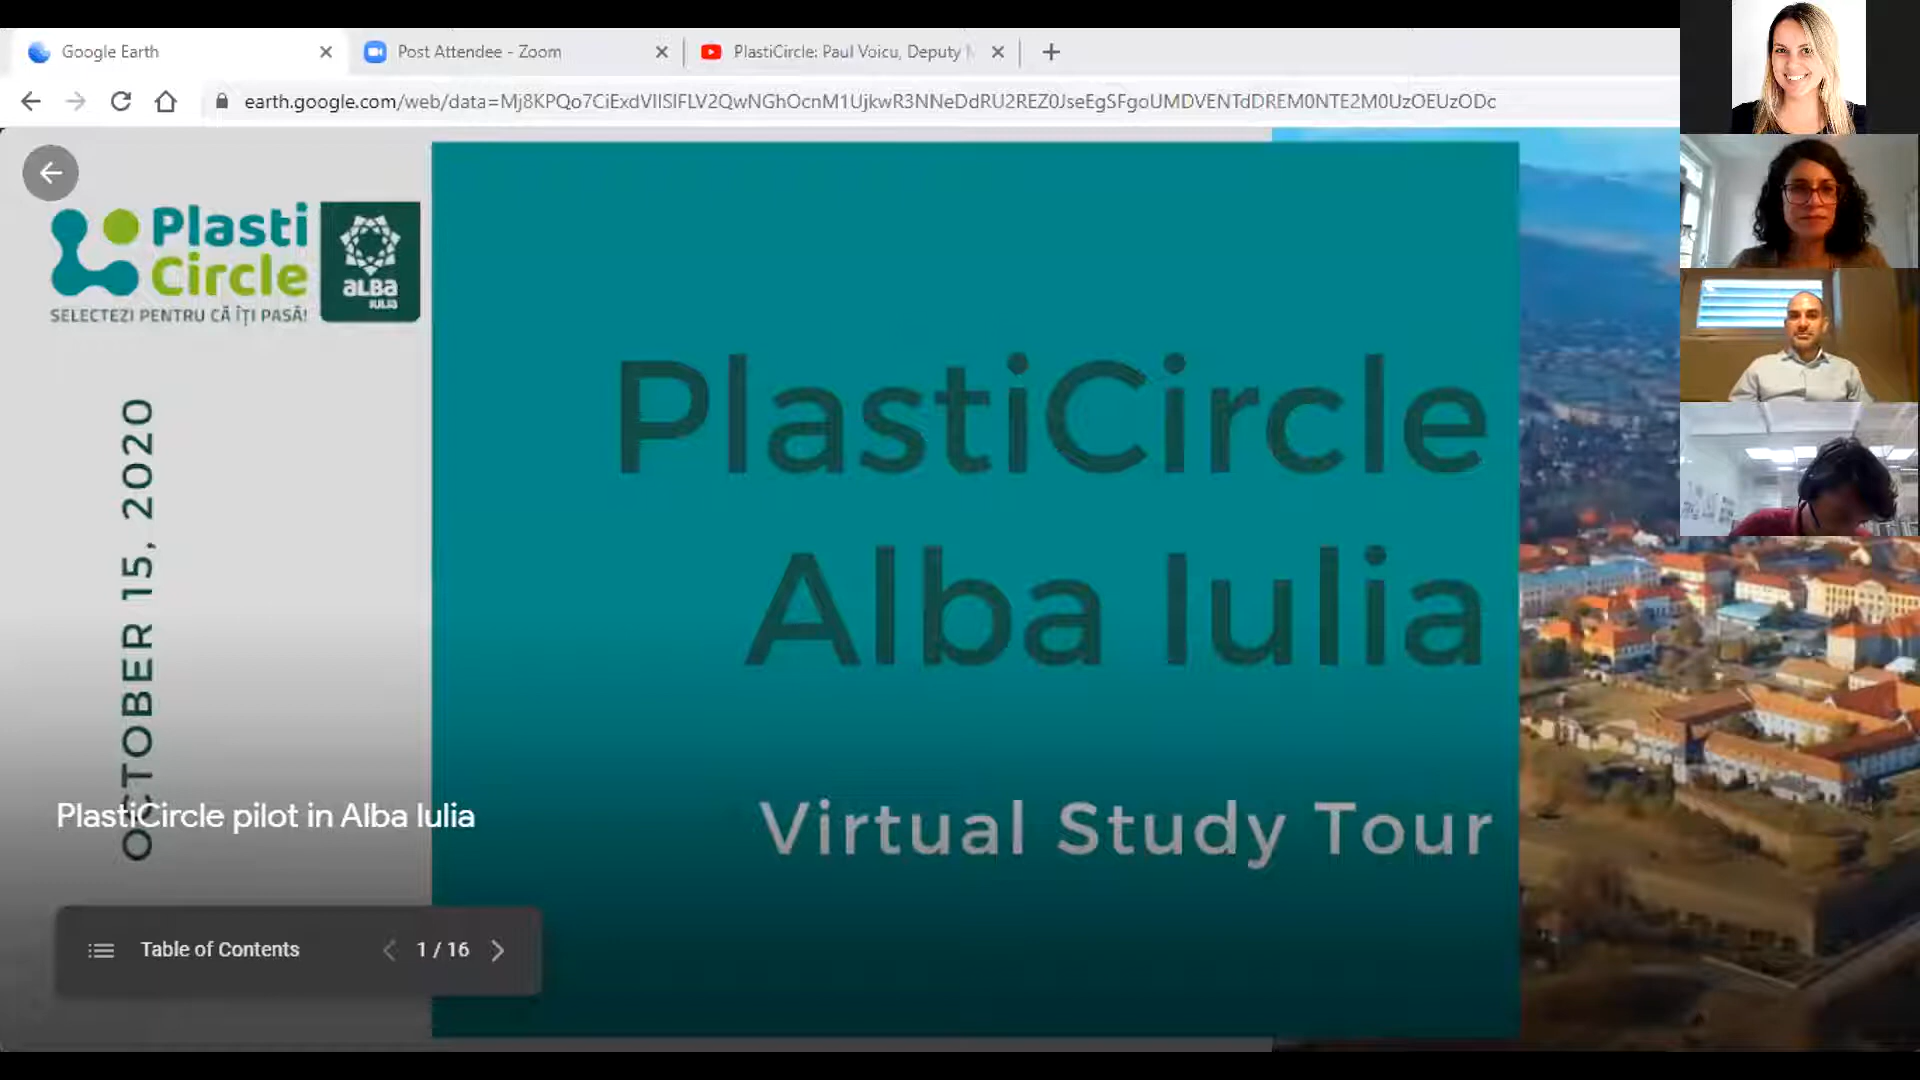 Google Earth
Post Attendee - Zoom
PlastiCircle: Paul Voicu, Deputy
earth.google.com/web/data=Mj8KPQo7CiExdVllSlFLV2QwNGhOcnM1UjkwR3NNeDdRU2REZ0JseEgSFgoUMDVENTdDREM0NTE2M0UzOEUzODc
Plasti
Circle
SELECTEZI PENTRU CĂ ÎȚI PASĂ!
ALBA
IULIA
OCTOBER 15, 2020
PlastiCircle
Alba Iulia
Virtual Study Tour
PlastiCircle pilot in Alba Iulia
Table of Contents
1 / 16